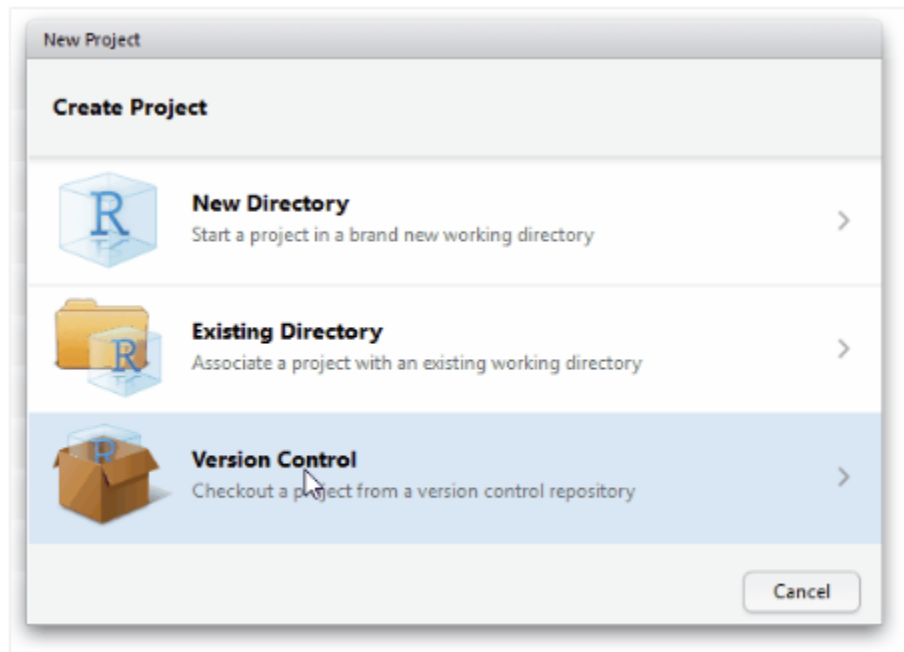 New Project
Create Project
R
New Directory
Start a project in a brand new working directory
R
Existing Directory
Associate a project with an existing working directory
R
Version Control
Checkout a project from a version control repository
Cancel